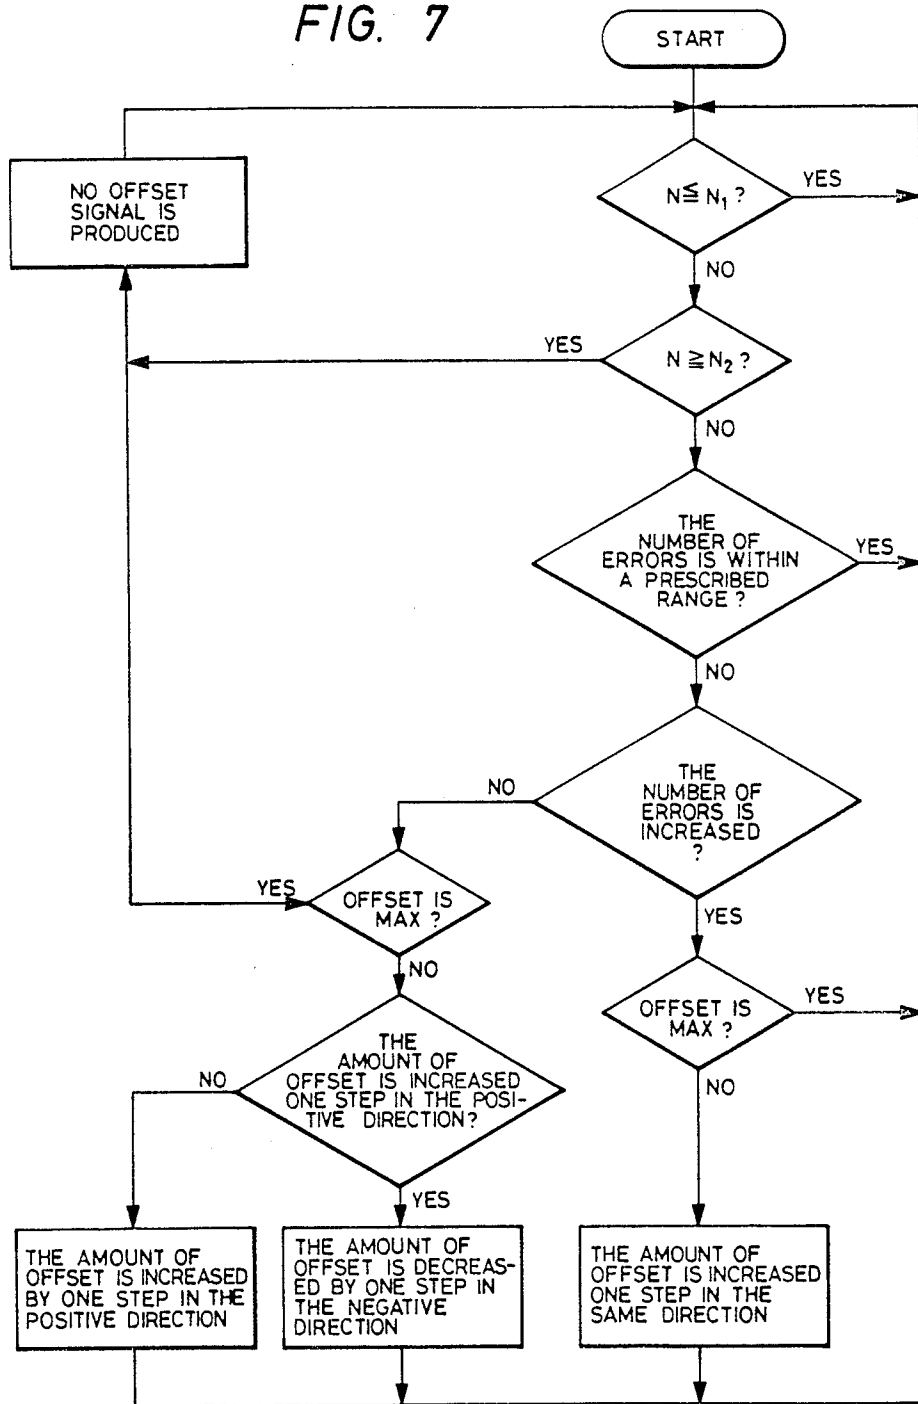 FIG. 7
START
NO OFFSET
SIGNAL IS
PRODUCED
N ≦ N1 ?
YES
NO
YES
N ≧ N2 ?
NO
THE
NUMBER OF
ERRORS IS WITHIN
A PRESCRIBED
RANGE ?
YES
NO
NO
THE
NUMBER OF
ERRORS IS
INCREASED
?
YES
YES
OFFSET IS
MAX ?
NO
OFFSET IS
MAX ?
YES
NO
NO
THE
AMOUNT OF
OFFSET IS INCREASED
ONE STEP IN THE POSI-
TIVE DIRECTION?
YES
THE AMOUNT OF
OFFSET IS INCREASED
BY ONE STEP IN THE
POSITIVE DIRECTION
THE AMOUNT OF
OFFSET IS DECREAS-
ED BY ONE STEP IN
THE NEGATIVE
DIRECTION
THE AMOUNT OF
OFFSET IS INCREASED
ONE STEP IN THE
SAME DIRECTION